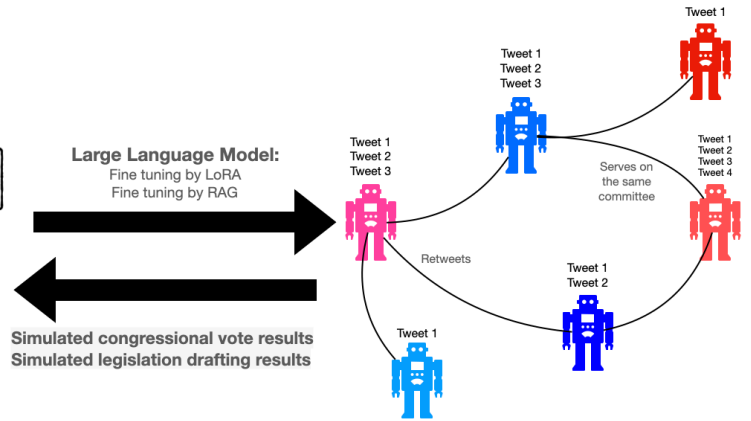 Tweet 1
Tweet 1
Tweet 2
Tweet 3
Tweet 1
Tweet 2
Tweet 3
Large Language Model:
Fine tuning by LoRA
Fine tuning by RAG
Tweet 1
Tweet 2
Tweet 3
Tweet 4
Serves on
the same
committee
Retweets
Tweet 1
Tweet 2
Simulated congressional vote results
Simulated legislation drafting results
Tweet 1